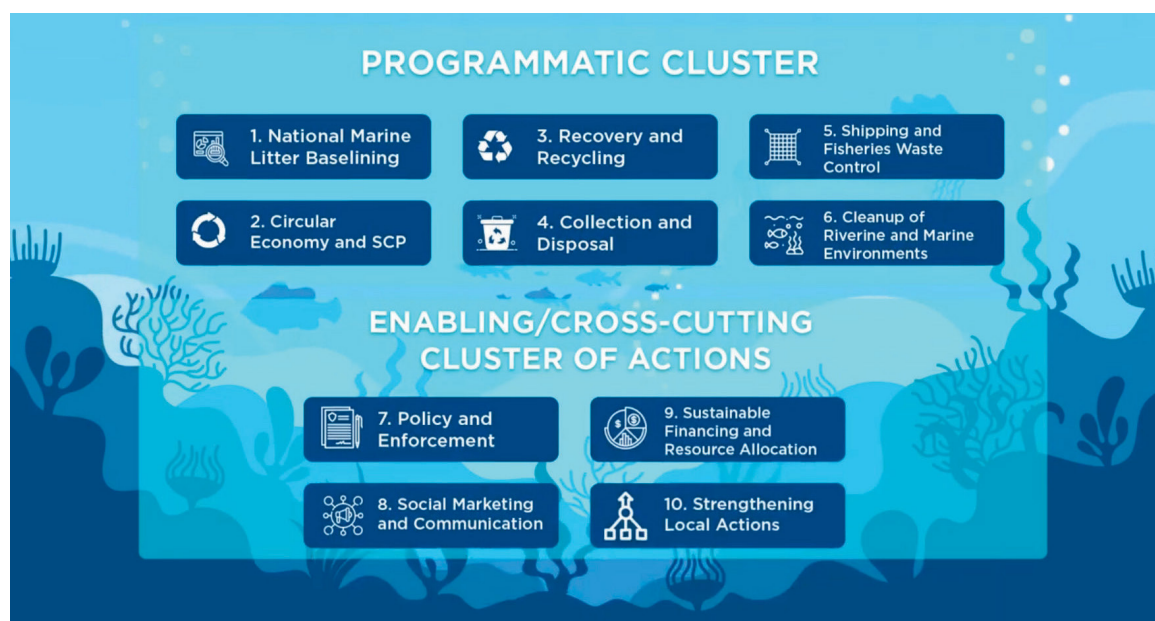 PROGRAMMATIC CLUSTER
1. National Marine
Litter Baselining
3. Recovery and
Recycling
5. Shipping and
Fisheries Waste
Control
2. Circular
Economy and SCP
4. Collection and
Disposal
6. Cleanup of
Riverine and Marine
Environments
ENABLING/CROSS-CUTTING
CLUSTER OF ACTIONS
7. Policy and
Enforcement
9. Sustainable
Financing and
Resource Allocation
8. Social Marketing
and Communication
10. Strengthening
Local Actions